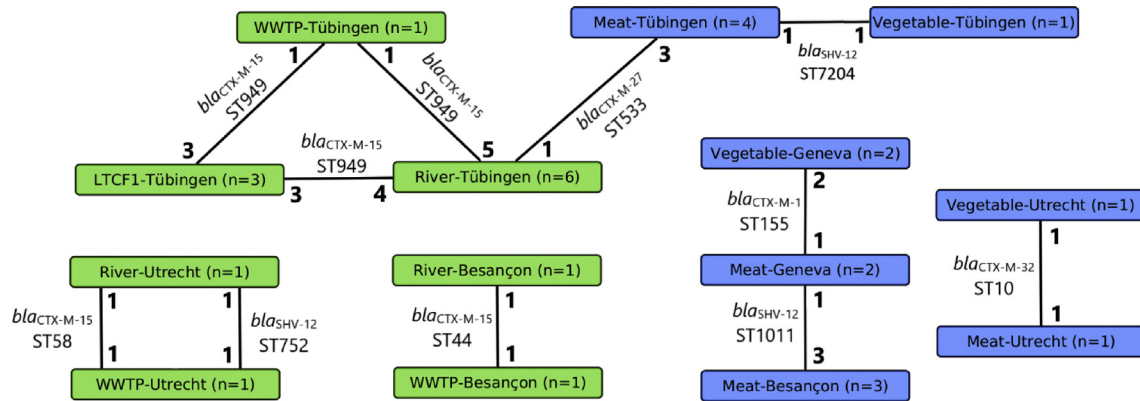 WWTP-Tübingen (n=1)
1
1
blaCTX-M-15
ST949
blaCTX-M-15
ST949
3
blaCTX-M-15
ST949
5
LTCF1-Tübingen (n=3)
3
4
River-Tübingen (n=6)
Meat-Tübingen (n=4)
3
1
1
Vegetable-Tübingen (n=1)
blaSHV-12
ST7204
blaCTX-M-27
ST533
1
Vegetable-Geneva (n=2)
2
blaCTX-M-1
ST155
1
Meat-Geneva (n=2)
1
blaSHV-12
ST1011
3
Meat-Besançon (n=3)
Vegetable-Utrecht (n=1)
1
blaCTX-M-32
ST10
1
Meat-Utrecht (n=1)
River-Utrecht (n=1)
1
1
blaCTX-M-15
ST58
blaSHV-12
ST752
1
1
WWTP-Utrecht (n=1)
River-Besançon (n=1)
1
blaCTX-M-15
ST44
1
WWTP-Besançon (n=1)